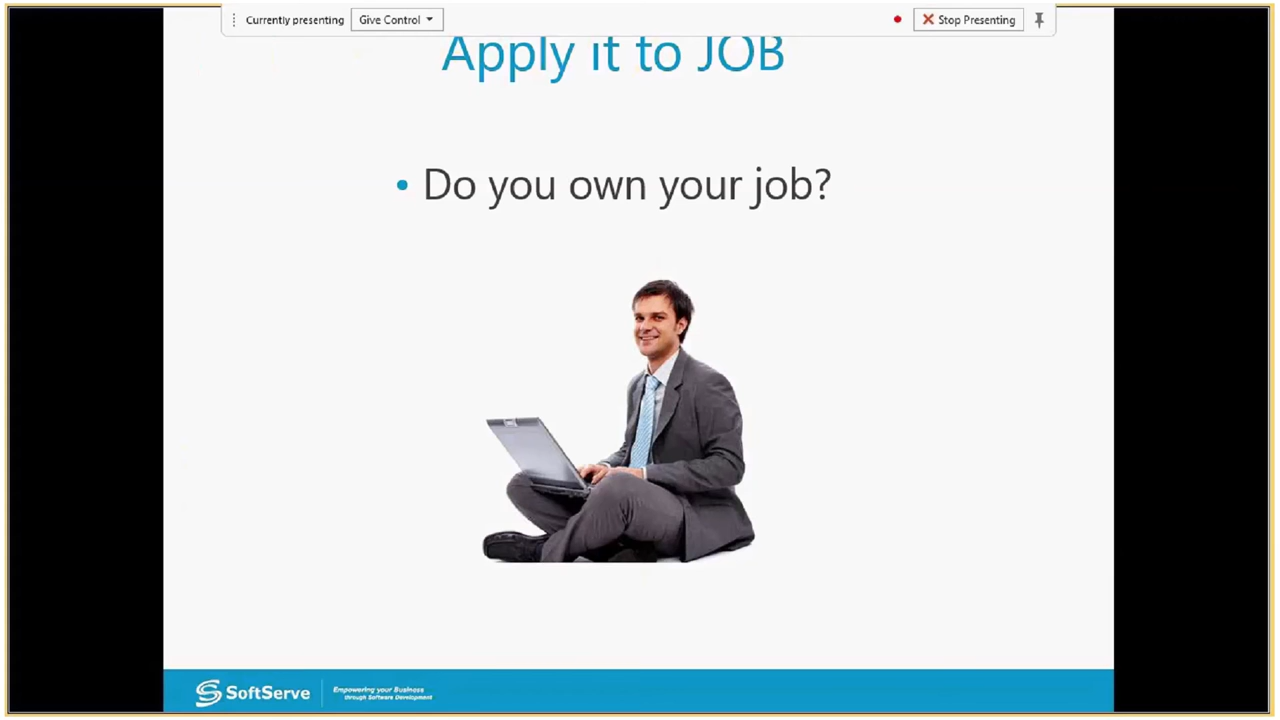 Currently presenting Give Control Stop Presenting
Apply it to JOB
• Do you own your job?
SoftServe
Empowering your Business
through Software Development